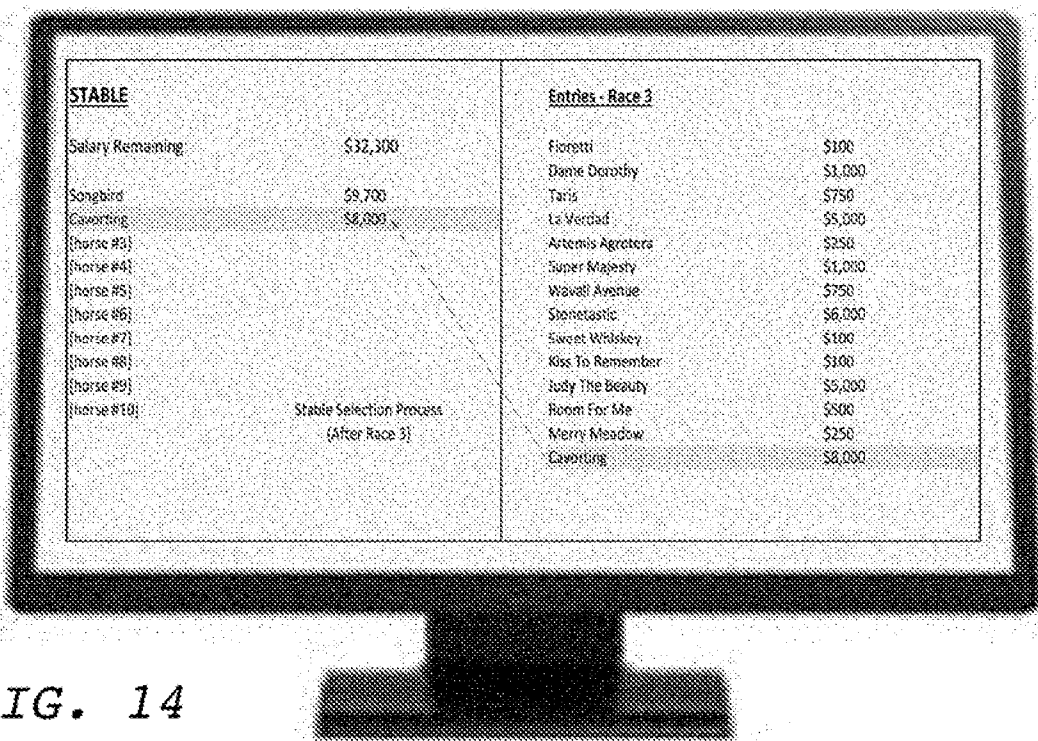 STABLE
Salary Remaining $32,300
Songbird $9,700
Cavorting $8,000
[horse #3]
[horse #4]
[horse #5]
[horse #6]
[horse #7]
[horse #8]
[horse #9]
[horse #10]
Stable Selection Process
(After Race 3)
Entries - Race 3
Fioretti $100
Dame Dorothy $1,000
Taris $750
La Verdad $5,000
Artemis Agrotera $250
Super Majesty $1,000
Wavall Avenue $750
Stonetastic $6,000
Sweet Whiskey $100
Kiss To Remember $100
Judy The Beauty $5,000
Room For Me $500
Merry Meadow $250
Cavorting $8,000
IG. 14